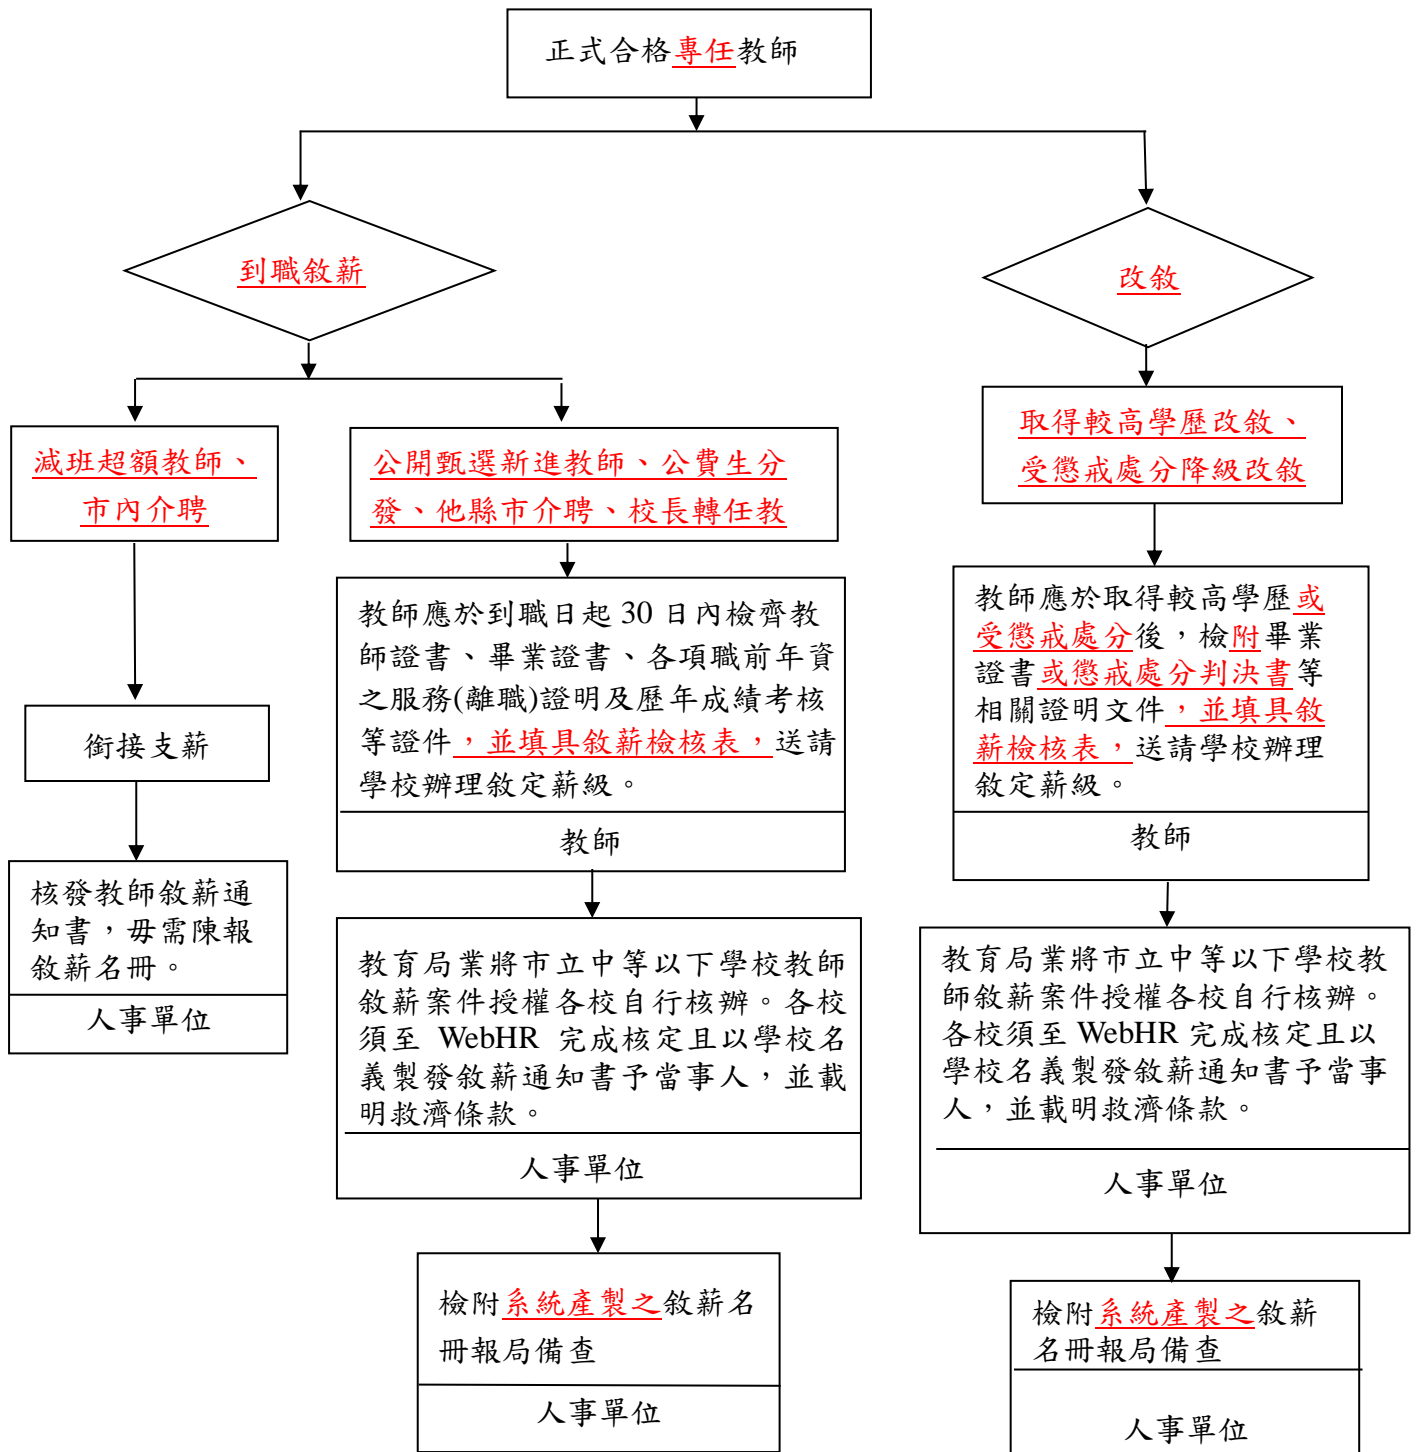 正式合格專任教師
到職敘薪
改敘
減班超額教師、
市內介聘
公開甄選新進教師、公費生分
發、他縣市介聘、校長轉任教
取得較高學歷改敘、
受懲戒處分降級改敘
銜接支薪
核發教師敘薪通
知書，毋需陳報
敘薪名冊。
人事單位
教師應於到職日起 30 日內檢齊教
師證書、畢業證書、各項職前年資
之服務(離職)證明及歷年成績考核
等證件，並填具敘薪檢核表，送請
學校辦理敘定薪級。
教師
教育局業將市立中等以下學校教師
敘薪案件授權各校自行核辦。各校
須至 WebHR 完成核定且以學校名
義製發敘薪通知書予當事人，並載
明救濟條款。
人事單位
檢附系統產製之敘薪名
冊報局備查
人事單位
教師應於取得較高學歷或
受懲戒處分後，檢附畢業
證書或懲戒處分判決書等
相關證明文件，並填具敘
薪檢核表，送請學校辦理
敘定薪級。
教師
教育局業將市立中等以下學校教
師敘薪案件授權各校自行核辦。
各校須至 WebHR 完成核定且以
學校名義製發敘薪通知書予當事
人，並載明救濟條款。
人事單位
檢附系統產製之敘薪
名冊報局備查
人事單位